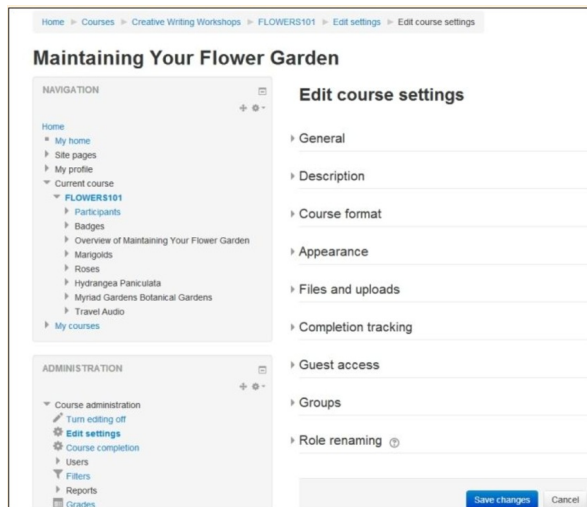 Home ► Courses ► Creative Writing Workshops ► FLOWERS101 ► Edit settings ► Edit course settings
Maintaining Your Flower Garden
NAVIGATION
Home
My home
Site pages
My profile
Current course
FLOWERS101
Participants
Badges
Overview of Maintaining Your Flower Garden
Marigolds
Roses
Hydrangea Paniculata
Myriad Gardens Botanical Gardens
Travel Audio
My courses
ADMINISTRATION
Course administration
Turn editing off
Edit settings
Course completion
Users
Filters
Reports
Grades
Edit course settings
General
Description
Course format
Appearance
Files and uploads
Completion tracking
Guest access
Groups
Role renaming
Save changes Cancel